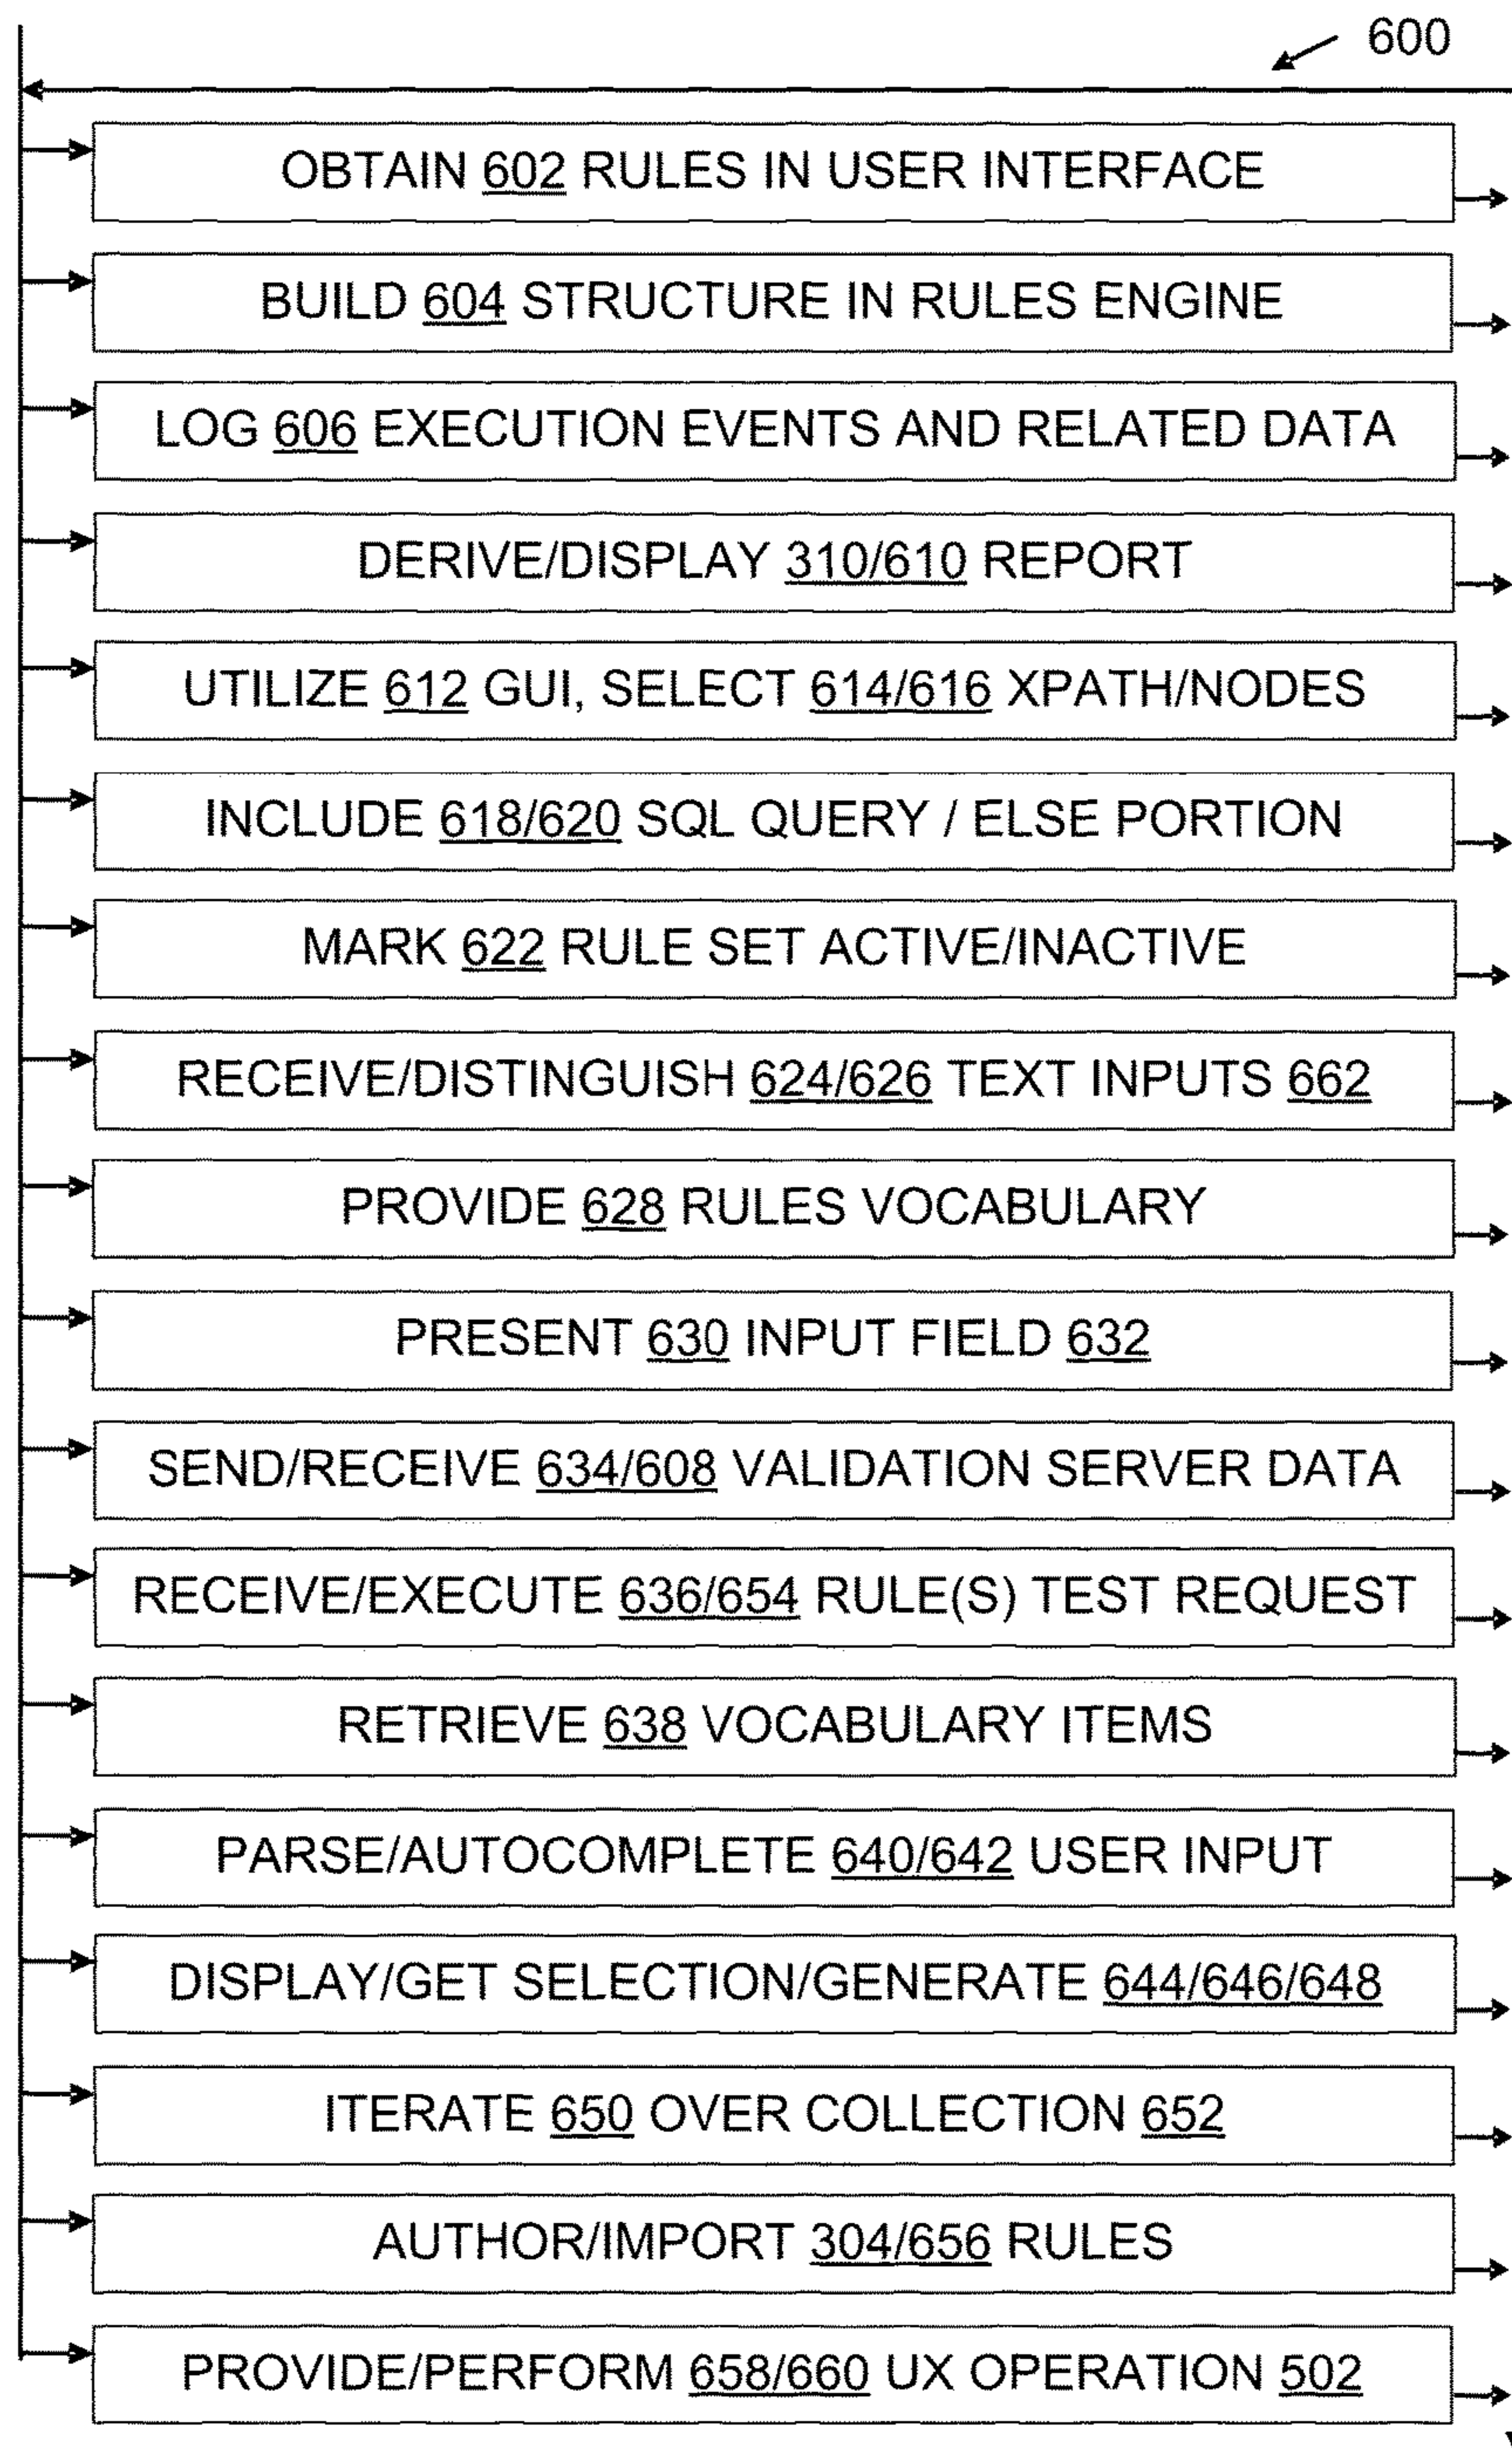 600
OBTAIN 602 RULES IN USER INTERFACE
BUILD 604 STRUCTURE IN RULES ENGINE
LOG 606 EXECUTION EVENTS AND RELATED DATA
DERIVE/DISPLAY 310/610 REPORT
UTILIZE 612 GUI, SELECT 614/616 XPATH/NODES
INCLUDE 618/620 SQL QUERY / ELSE PORTION
MARK 622 RULE SET ACTIVE/INACTIVE
RECEIVE/DISTINGUISH 624/626 TEXT INPUTS 662
PROVIDE 628 RULES VOCABULARY
PRESENT 630 INPUT FIELD 632
SEND/RECEIVE 634/608 VALIDATION SERVER DATA
RECEIVE/EXECUTE 636/654 RULE(S) TEST REQUEST
RETRIEVE 638 VOCABULARY ITEMS
PARSE/AUTOCOMPLETE 640/642 USER INPUT
DISPLAY/GET SELECTION/GENERATE 644/646/648
ITERATE 650 OVER COLLECTION 652
AUTHOR/IMPORT 304/656 RULES
PROVIDE/PERFORM 658/660 UX OPERATION 502